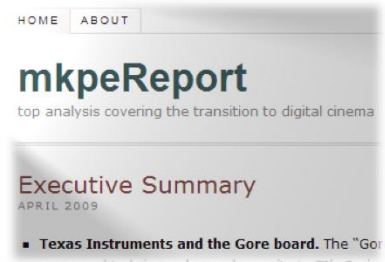 HOME ABOUT
mkpeReport
top analysis covering the transition to digital cinema
Executive Summary
APRIL 2009
▪ Texas Instruments and the Gore board. The “Gor